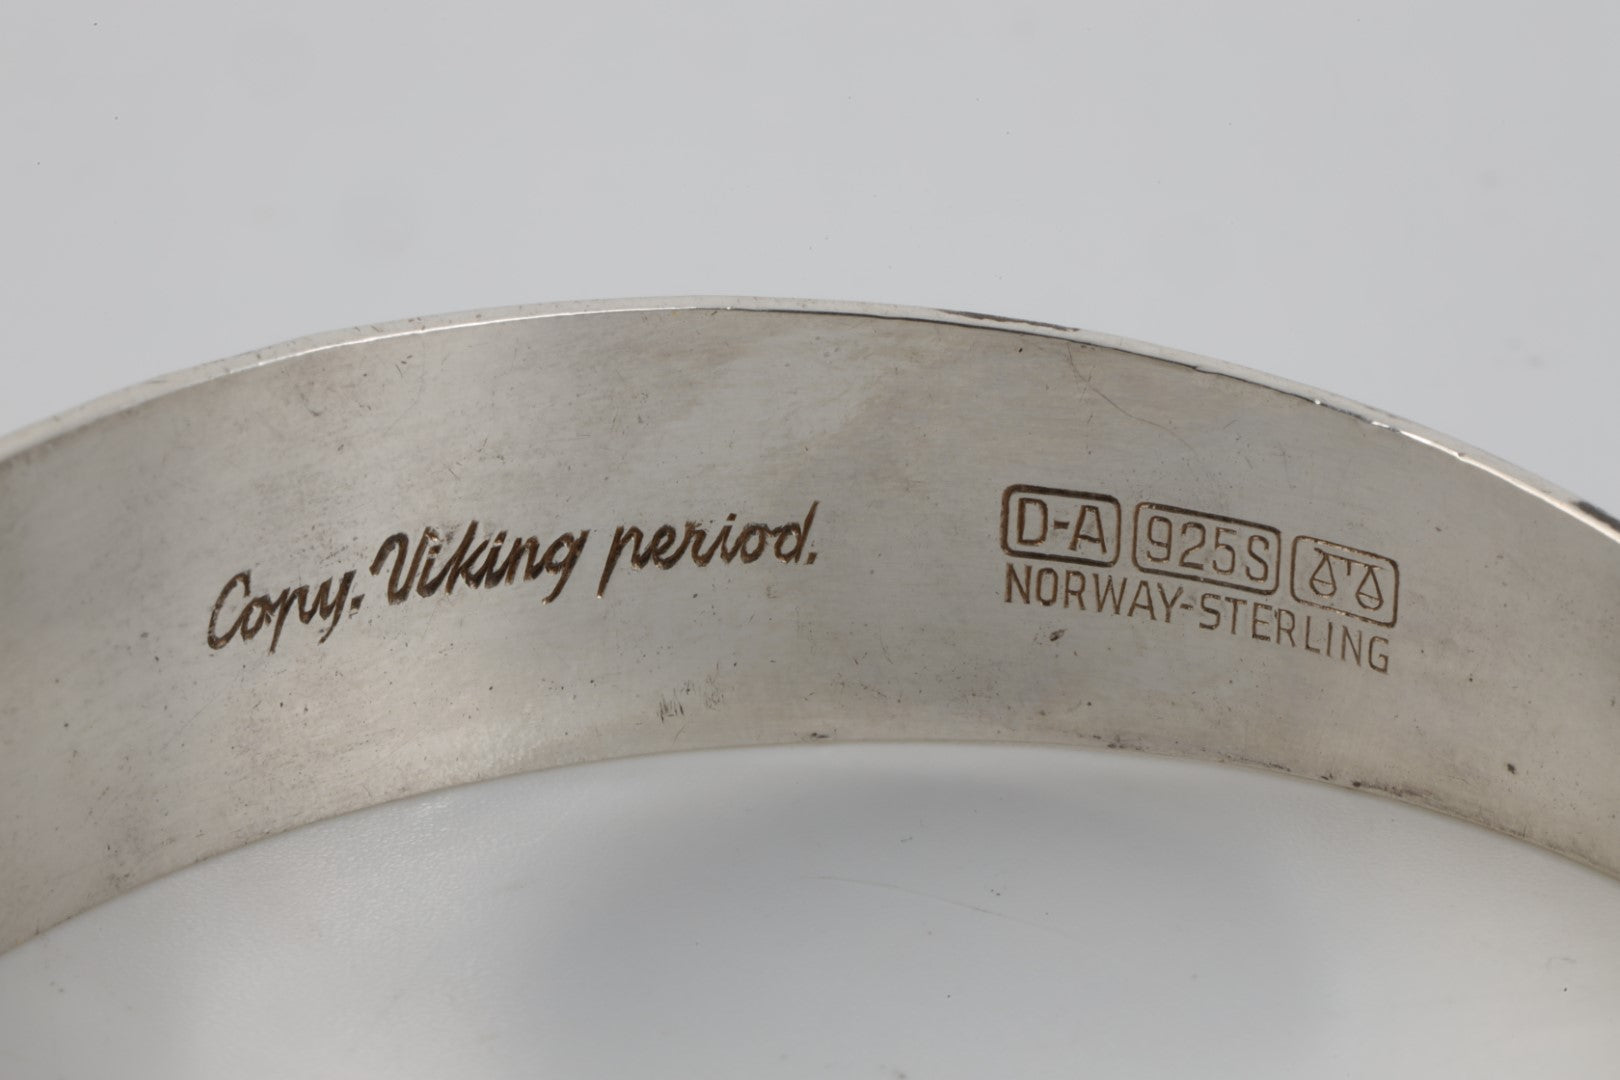 Copy. Viking period.
D-A 925S
NORWAY-STERLING